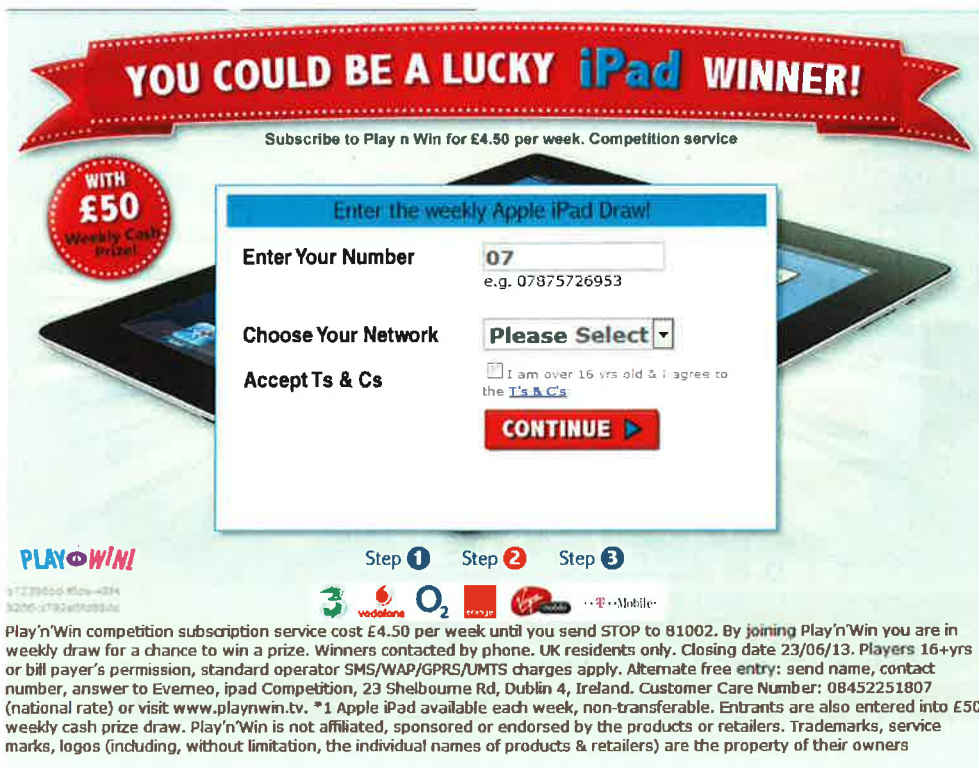 YOU COULD BE A LUCKY iPad WINNER!
Subscribe to Play n Win for £4.50 per week. Competition service
WITH
£50
Weekly Cash
Prize!
Enter the weekly Apple iPad Draw!
Enter Your Number
07
e.g. 07875726953
Choose Your Network
Please Select
Accept Ts & Cs
I am over 16 yrs old & I agree to
the T's & C's
CONTINUE
PLAY n WIN!
Step 1 Step 2 Step 3
3 vodafone O2 orange Virgin mobile T Mobile
Play'n'Win competition subscription service cost £4.50 per week until you send STOP to 81002. By joining Play'n'Win you are in
weekly draw for a chance to win a prize. Winners contacted by phone. UK residents only. Closing date 23/06/13. Players 16+yrs
or bill payer's permission, standard operator SMS/WAP/GPRS/UMTS charges apply. Alternate free entry: send name, contact
number, answer to Everneo, ipad Competition, 23 Shelbourne Rd, Dublin 4, Ireland. Customer Care Number: 08452251807
(national rate) or visit www.playnwin.tv. *1 Apple iPad available each week, non-transferable. Entrants are also entered into £50
weekly cash prize draw. Play'n'Win is not affiliated, sponsored or endorsed by the products or retailers. Trademarks, service
marks, logos (including, without limitation, the individual names of products & retailers) are the property of their owners